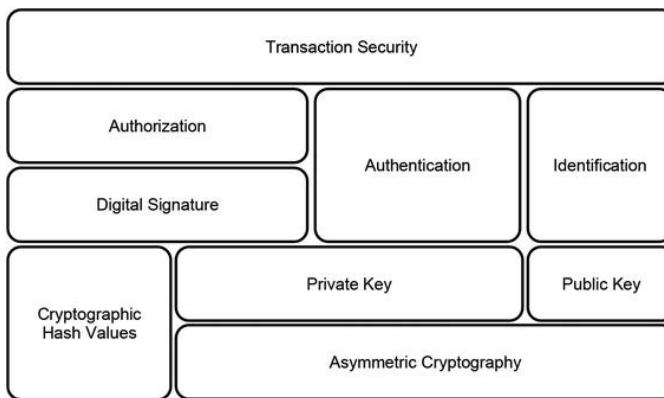 Transaction Security
Authorization
Authentication
Identification
Digital Signature
Cryptographic
Hash Values
Private Key
Public Key
Asymmetric Cryptography